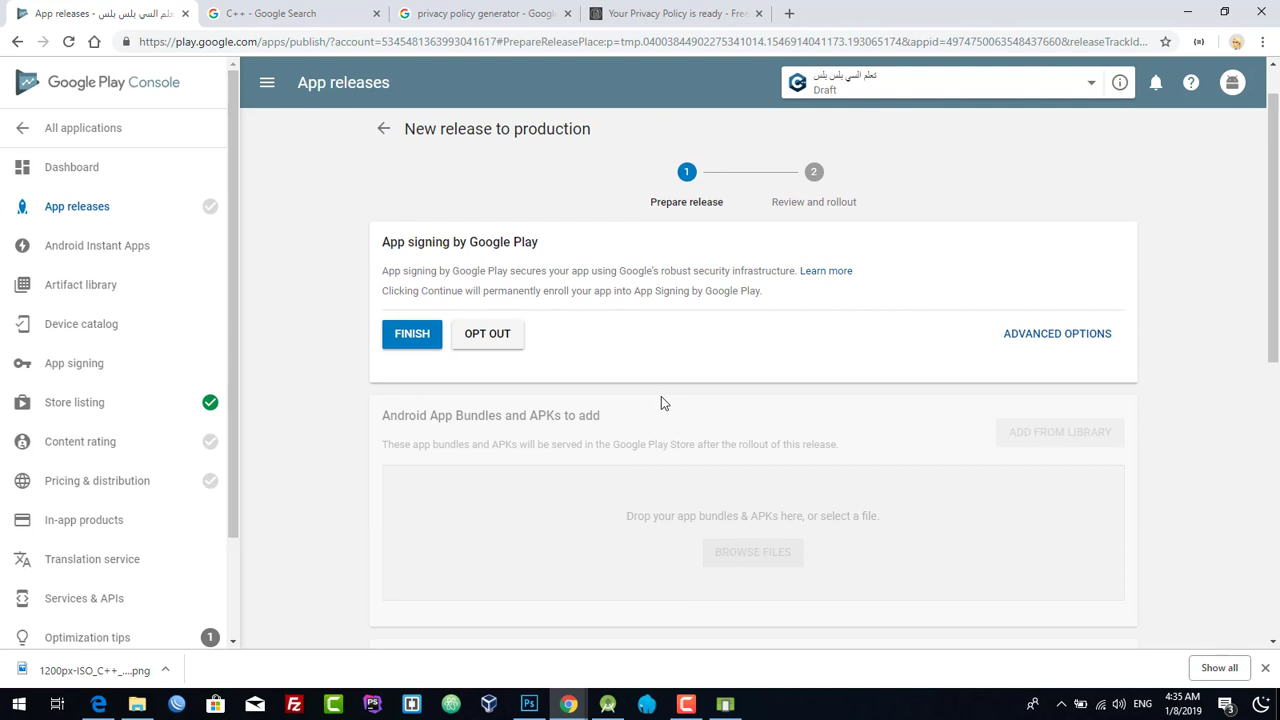 App releases - تعلم السي بلس بلس
C++ - Google Search
privacy policy generator - Googl
Your Privacy Policy is ready - Free
https://play.google.com/apps/publish/?account=5345481363993041617#PrepareReleasePlace:p=tmp.04003844902275341014.1546914041173.193065174&appid=4974750063548437660&releaseTrackId...
Google Play Console
App releases
تعلم السي بلس بلس
Draft
All applications
Dashboard
App releases
Android Instant Apps
Artifact library
Device catalog
App signing
Store listing
Content rating
Pricing & distribution
In-app products
Translation service
Services & APIs
Optimization tips
1
New release to production
1
2
Prepare release
Review and rollout
App signing by Google Play
App signing by Google Play secures your app using Google's robust security infrastructure. Learn more
Clicking Continue will permanently enroll your app into App Signing by Google Play.
FINISH
OPT OUT
ADVANCED OPTIONS
Android App Bundles and APKs to add
These app bundles and APKs will be served in the Google Play Store after the rollout of this release.
ADD FROM LIBRARY
Drop your app bundles & APKs here, or select a file.
BROWSE FILES
1200px-ISO_C++_....png
Show all
ENG
4:35 AM
1/8/2019
3